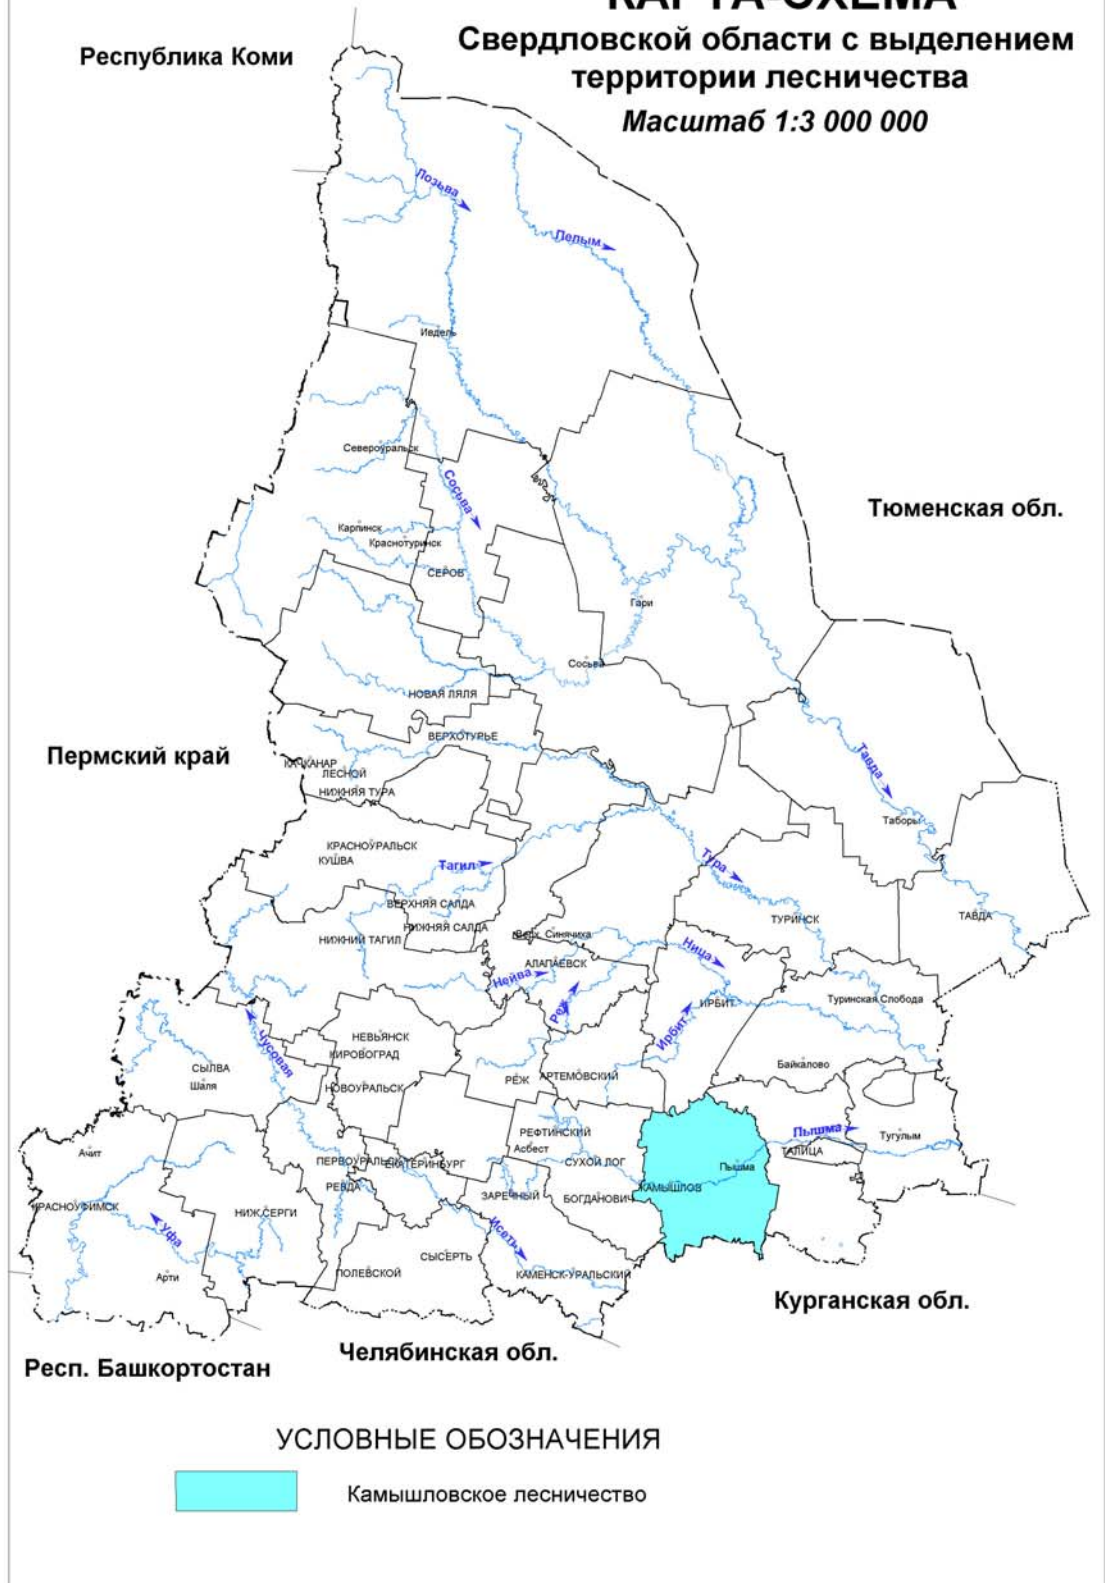 КАРТА-СХЕМА
Свердловской области с выделением
территории лесничества
Масштаб 1:3 000 000
Республика Коми
Лозьва
Пелым
Ивдель
Североуральск
Сосьва
Тюменская обл.
Карпинск
Краснотуринск
СЕРОВ
Гари
Сосьва
НОВАЯ ЛЯЛЯ
ВЕРХОТУРЬЕ
Пермский край
КАЧКАНАР
ЛЕСНОЙ
НИЖНЯЯ ТУРА
Тавда
Таборы
КРАСНОУРАЛЬСК
КУШВА
Тагил
Тура
ВЕРХНЯЯ САЛДА
ТУРИНСК
ТАВДА
НИЖНЯЯ САЛДА
Верх. Синячиха
НИЖНИЙ ТАГИЛ
Ница
АЛАПАЕВСК
Нейва
Реж
ИРБИТ
Туринская Слобода
Ирбит
Чусовая
НЕВЬЯНСК
КИРОВОГРАД
СЫЛВА
Шаля
Байкалово
РЕЖ
АРТЕМОВСКИЙ
НОВОУРАЛЬСК
Пышма
Тугулым
РЕФТИНСКИЙ
Асбест
ТАЛИЦА
Ачит
ПЕРВОУРАЛЬСК
ЕКАТЕРИНБУРГ
СУХОЙ ЛОГ
Пышма
РЕВДА
КАМЫШЛОВ
ЗАРЕЧНЫЙ
БОГДАНОВИЧ
КРАСНОУФИМСК
НИЖ.СЕРГИ
Уфа
Исеть
СЫСЕРТЬ
Арти
ПОЛЕВСКОЙ
КАМЕНСК-УРАЛЬСКИЙ
Курганская обл.
Челябинская обл.
Респ. Башкортостан
УСЛОВНЫЕ ОБОЗНАЧЕНИЯ
Камышловское лесничество